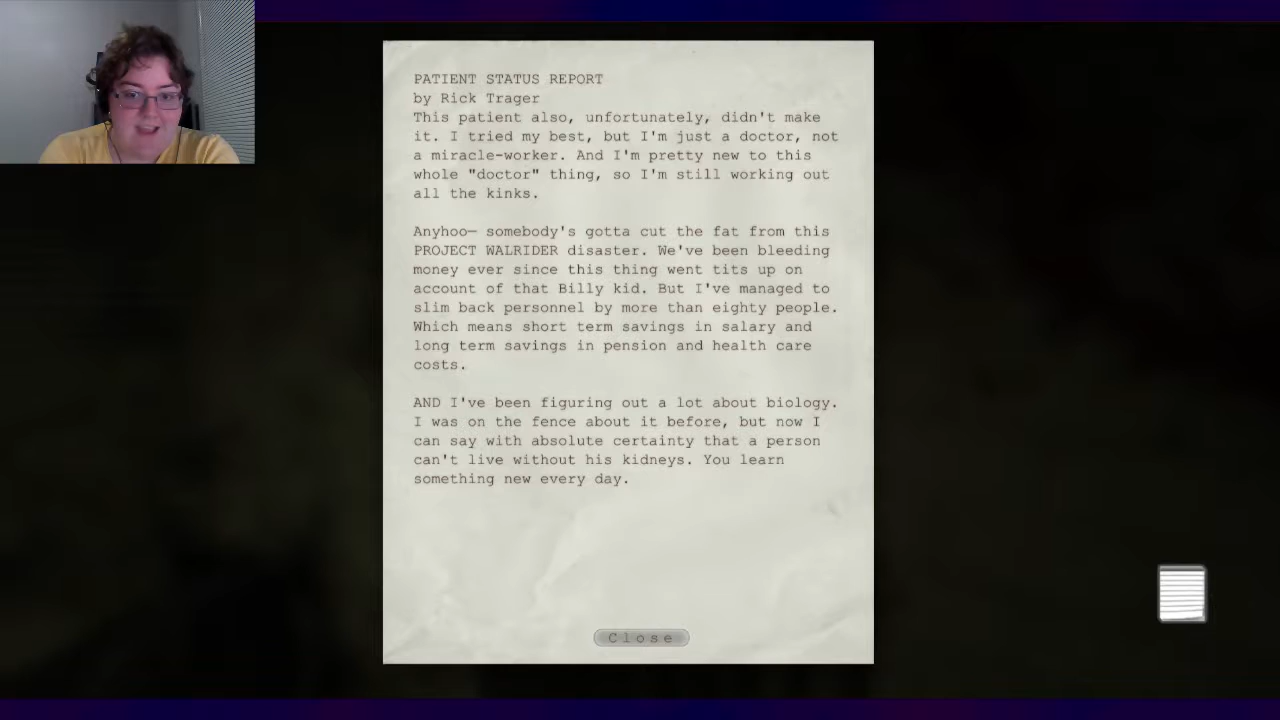 PATIENT STATUS REPORT
by Rick Trager
This patient also, unfortunately, didn't make
it. I tried my best, but I'm just a doctor, not
a miracle-worker. And I'm pretty new to this
whole "doctor" thing, so I'm still working out
all the kinks.
Anyhoo— somebody's gotta cut the fat from this
PROJECT WALRIDER disaster. We've been bleeding
money ever since this thing went tits up on
account of that Billy kid. But I've managed to
slim back personnel by more than eighty people.
Which means short term savings in salary and
long term savings in pension and health care
costs.
AND I've been figuring out a lot about biology.
I was on the fence about it before, but now I
can say with absolute certainty that a person
can't live without his kidneys. You learn
something new every day.
Close